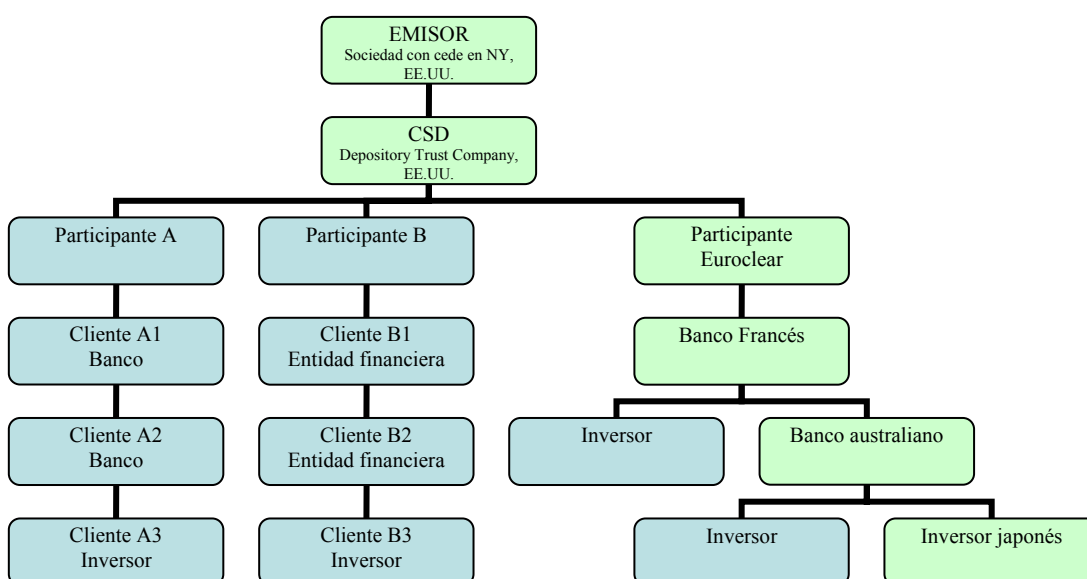 EMISOR
Sociedad con cede en NY,
EE.UU.
CSD
Depository Trust Company,
EE.UU.
Participante A
Participante B
Participante
Euroclear
Cliente A1
Banco
Cliente B1
Entidad financiera
Banco Francés
Cliente A2
Banco
Cliente B2
Entidad financiera
Inversor
Banco australiano
Cliente A3
Inversor
Cliente B3
Inversor
Inversor
Inversor japonés